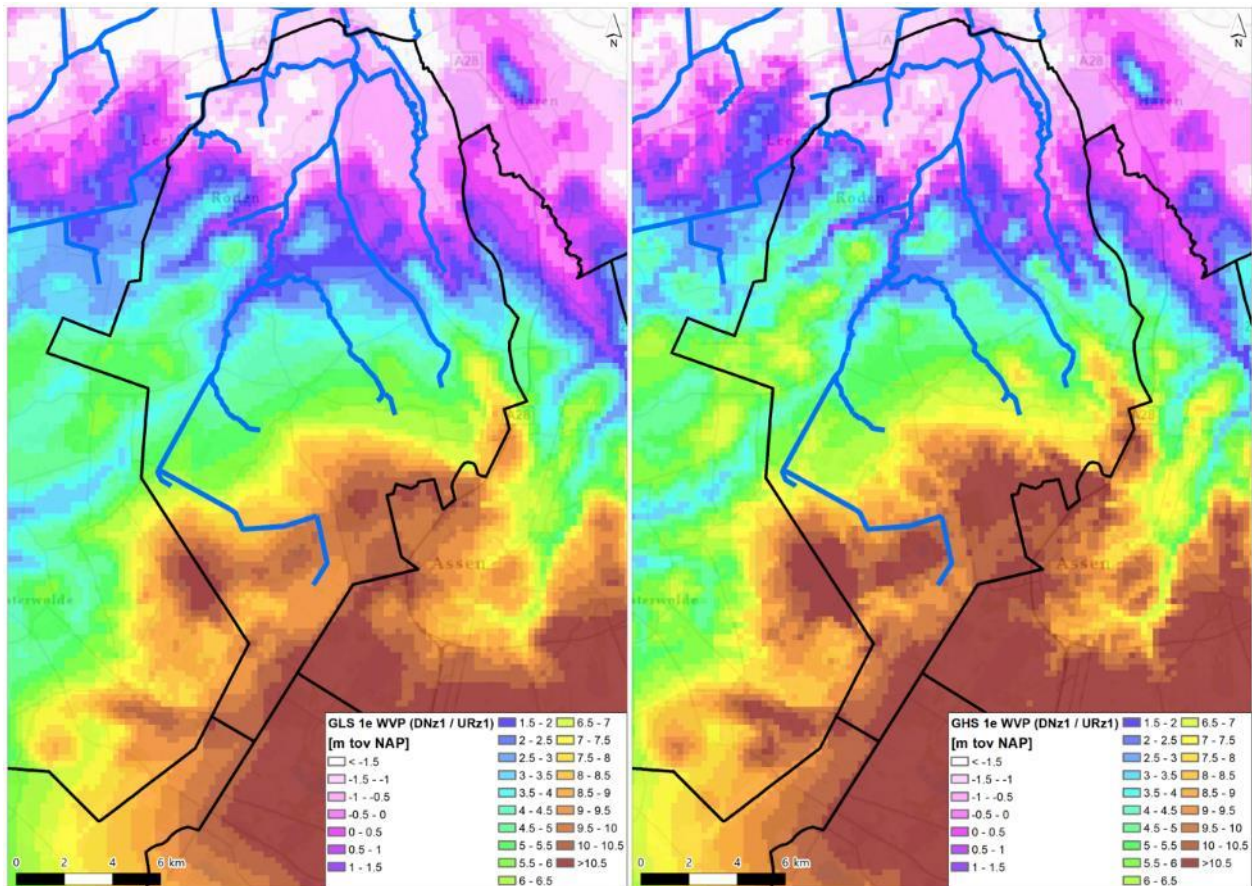 N
N
A28
A28
Haren
Haren
Lee
Lee
Roden
Roden
A28
A28
Assen
Assen
osterwolde
sterwolde
GLS 1e WVP (DNz1 / URz1)
[m tov NAP]
< -1.5
-1.5 - -1
-1 - -0.5
-0.5 - 0
0 - 0.5
0.5 - 1
1 - 1.5
1.5 - 2
2 - 2.5
2.5 - 3
3 - 3.5
3.5 - 4
4 - 4.5
4.5 - 5
5 - 5.5
5.5 - 6
6 - 6.5
6.5 - 7
7 - 7.5
7.5 - 8
8 - 8.5
8.5 - 9
9 - 9.5
9.5 - 10
10 - 10.5
>10.5
0 2 4 6 km
GHS 1e WVP (DNz1 / URz1)
[m tov NAP]
< -1.5
-1.5 - -1
-1 - -0.5
-0.5 - 0
0 - 0.5
0.5 - 1
1 - 1.5
1.5 - 2
2 - 2.5
2.5 - 3
3 - 3.5
3.5 - 4
4 - 4.5
4.5 - 5
5 - 5.5
5.5 - 6
6 - 6.5
6.5 - 7
7 - 7.5
7.5 - 8
8 - 8.5
8.5 - 9
9 - 9.5
9.5 - 10
10 - 10.5
>10.5
0 2 4 6 km